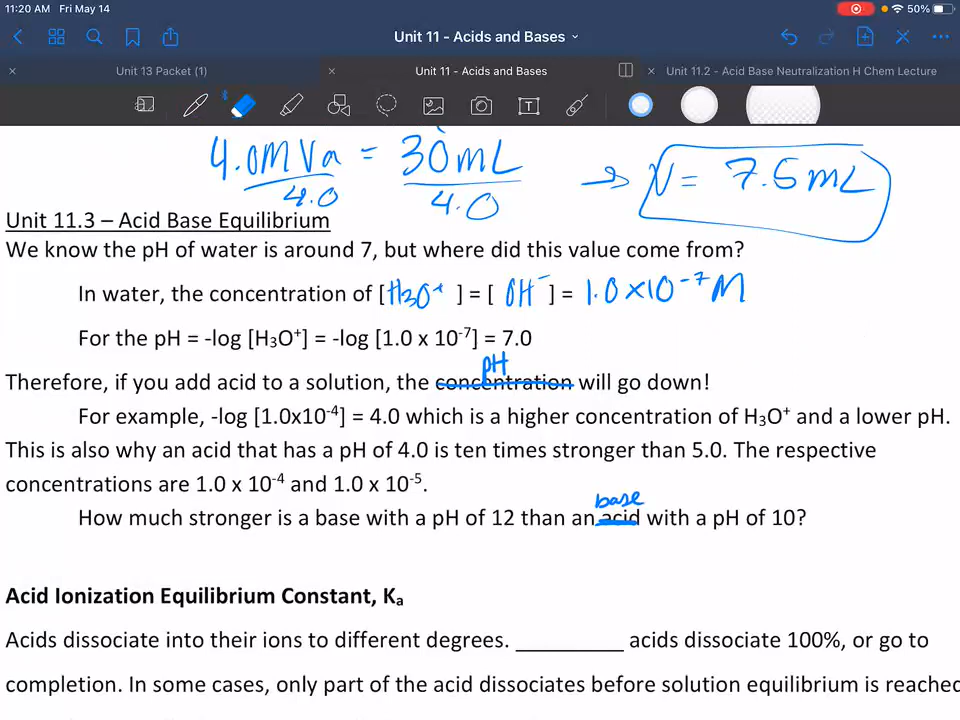 11:20 AM Fri May 14
50%
Unit 11 - Acids and Bases
Unit 13 Packet (1)
Unit 11 - Acids and Bases
Unit 11.2 - Acid Base Neutralization H Chem Lecture
T
4.0M Va = 30 mL → V = 7.5 mL
4.0 4.0
Unit 11.3 – Acid Base Equilibrium
We know the pH of water is around 7, but where did this value come from?
In water, the concentration of [ H3O+ ] = [ OH- ] = 1.0 x 10-7 M
For the pH = -log [H3O+] = -log [1.0 x 10-7] = 7.0
pH
Therefore, if you add acid to a solution, the concentration will go down!
For example, -log [1.0x10-4] = 4.0 which is a higher concentration of H3O+ and a lower pH.
This is also why an acid that has a pH of 4.0 is ten times stronger than 5.0. The respective
concentrations are 1.0 x 10-4 and 1.0 x 10-5.
base
How much stronger is a base with a pH of 12 than an acid with a pH of 10?
Acid Ionization Equilibrium Constant, Ka
Acids dissociate into their ions to different degrees. __________ acids dissociate 100%, or go to
completion. In some cases, only part of the acid dissociates before solution equilibrium is reached